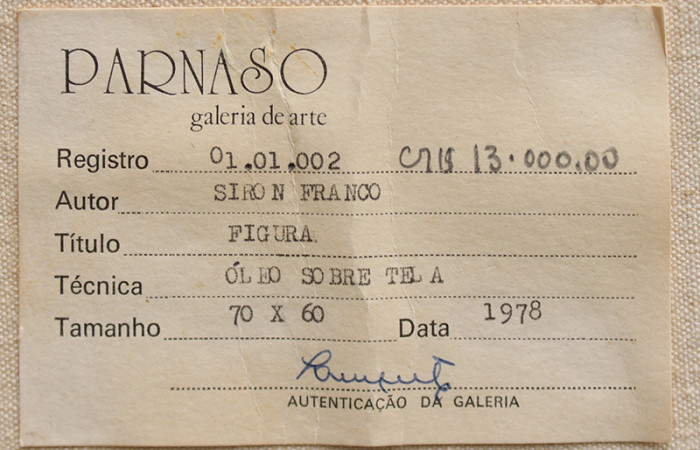 PARNASO
galeria de arte
Registro 01.01.002 13.000.00
Autor SIRON FRANCO
Título FIGURA
Técnica ÓLEO SOBRE TELA
Tamanho 70 X 60 Data 1978
AUTENTICAÇÃO DA GALERIA